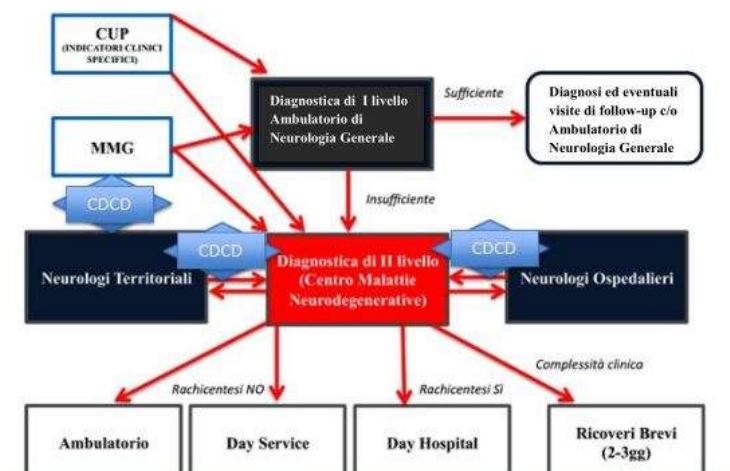 CUP
(INDICATORI CLINICI
SPECIFICI)
Diagnostica di I livello
Ambulatorio di
Neurologia Generale
Sufficiente
Diagnosi ed eventuali
visite di follow-up c/o
Ambulatorio di
Neurologia Generale
MMG
CDCD
Insufficiente
CDCD
CDCD
Neurologi Territoriali
Diagnostica di II livello
(Centro Malattie
Neurodegenerative)
Neurologi Ospedalieri
Complessità clinica
Rachicentesi NO
Rachicentesi Sì
Ambulatorio
Day Service
Day Hospital
Ricoveri Brevi
(2-3gg)